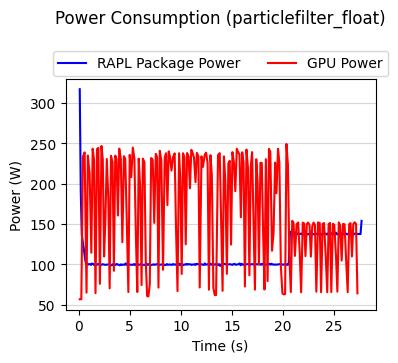 Power Consumption (particlefilter_float)
RAPL Package Power
GPU Power
300
250
200
150
100
50
Power (W)
0
5
10
15
20
25
Time (s)